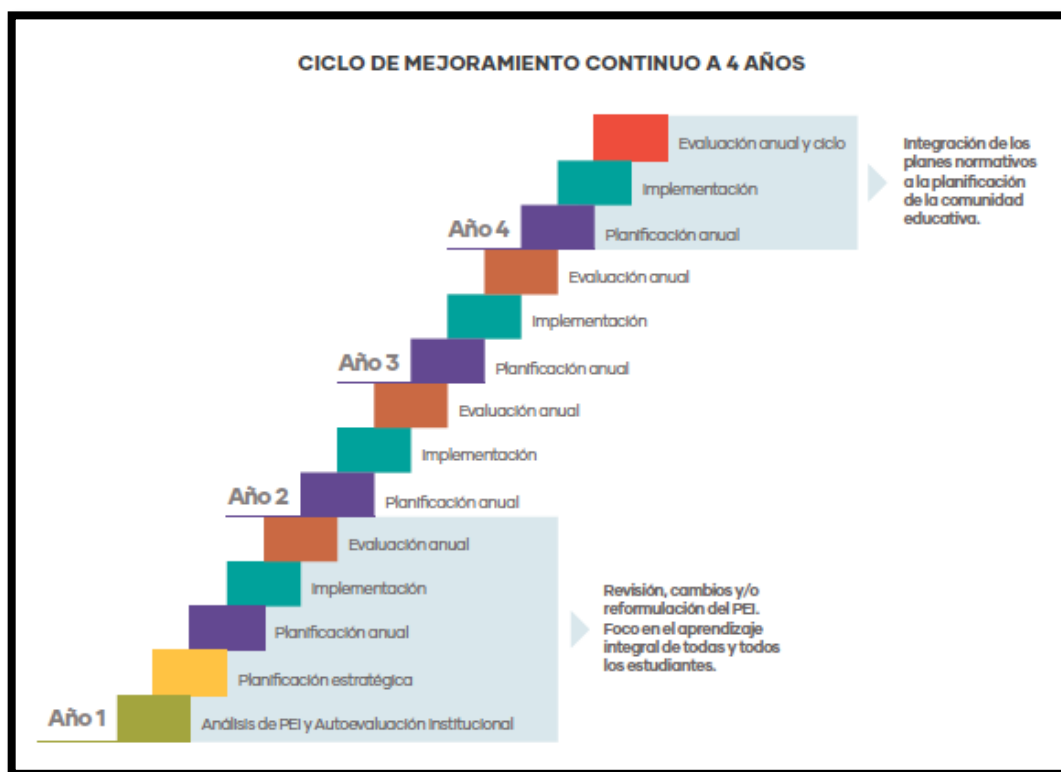 CICLO DE MEJORAMIENTO CONTINUO A 4 AÑOS
Evaluación anual y ciclo
Implementación
Año 4
Planificación anual
Integración de los
planes normativos
a la planificación
de la comunidad
educativa.
Evaluación anual
Implementación
Año 3
Planificación anual
Evaluación anual
Implementación
Año 2
Planificación anual
Evaluación anual
Implementación
Planificación anual
Planificación estratégica
Año 1
Análisis de PEI y Autoevaluación Institucional
Revisión, cambios y/o
reformulación del PEI.
Foco en el aprendizaje
integral de todas y todos
los estudiantes.